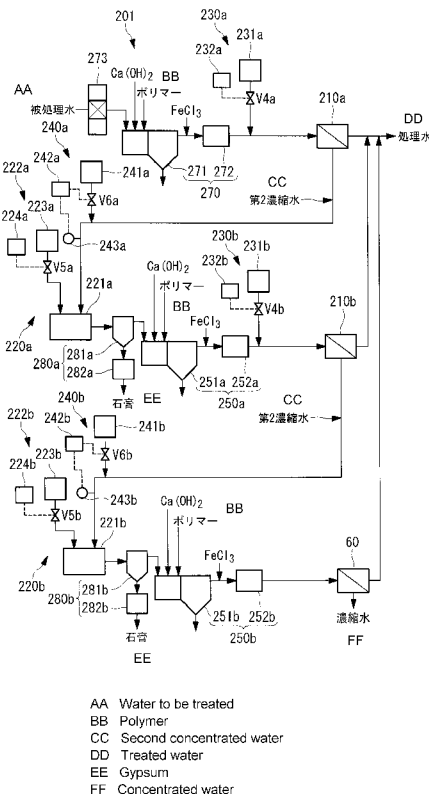 201
230a
231a
232a
273
Ca(OH)2
BB
ポリマー
FeCl3
V4a
210a
AA
被処理水
DD
処理水
240a
242a
241a
271
272
270
CC
第2濃縮水
222a
223a
224a
V6a
243a
V5a
230b
231b
232b
Ca(OH)2
BB
ポリマー
FeCl3
V4b
210b
221a
220a
281a
282a
280a
251a
252a
250a
石膏
EE
CC
第2濃縮水
240b
242b
241b
222b
223b
224b
V6b
243b
V5b
Ca(OH)2
BB
ポリマー
FeCl3
60
221b
220b
281b
282b
280b
251b
252b
250b
濃縮水
石膏
EE
FF
AA Water to be treated
BB Polymer
CC Second concentrated water
DD Treated water
EE Gypsum
FF Concentrated water